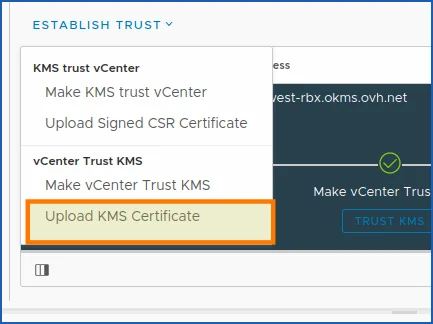 ESTABLISH TRUST
KMS trust vCenter
ess
Make KMS trust vCenter
vest-rbx.okms.ovh.net
Upload Signed CSR Certificate
vCenter Trust KMS
Make vCenter Trust KMS
Make vCenter Trus
Upload KMS Certificate
TRUST KMS